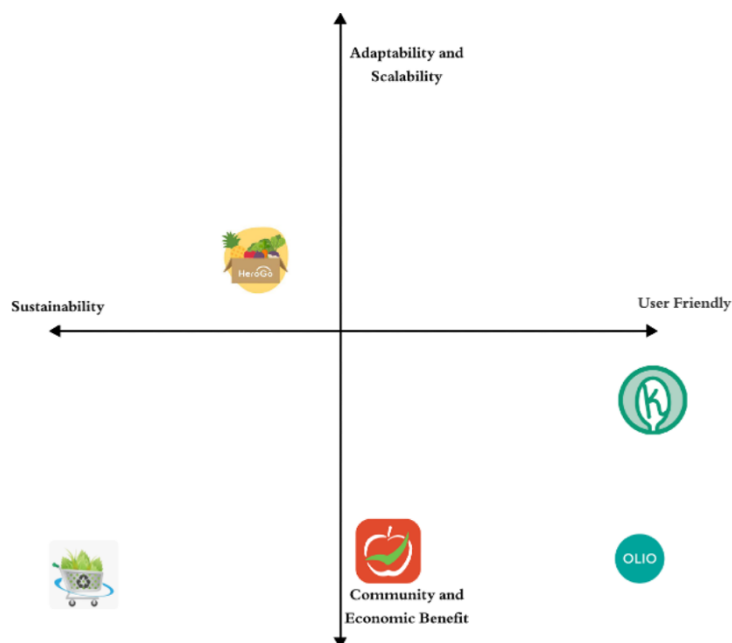 Adaptability and
Scalability
HeroGo
Sustainability
User Friendly
k
OLIO
Community and
Economic Benefit